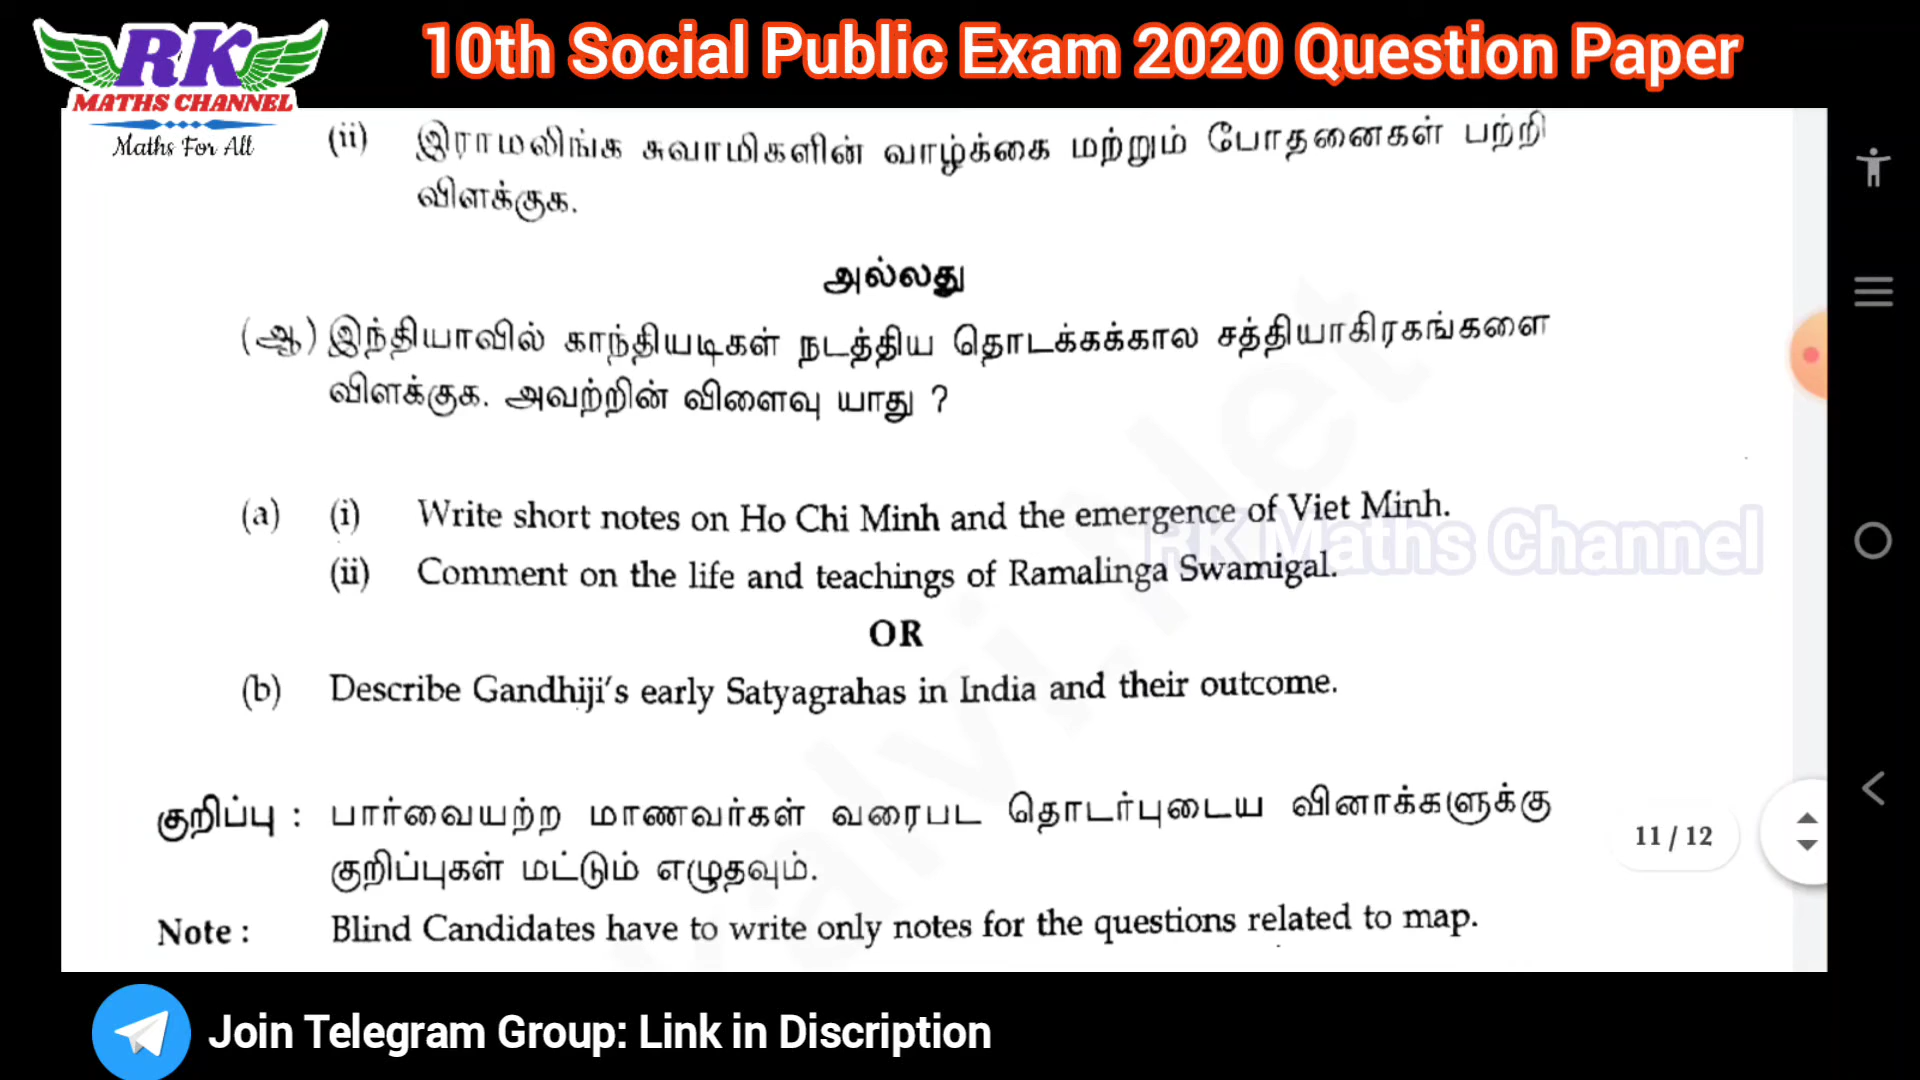 10th Social Public Exam 2020 Question Paper
RK
MATHS CHANNEL
Maths For All
(ii) இராமலிங்க சுவாமிகளின் வாழ்க்கை மற்றும் போதனைகள் பற்றி
விளக்குக.
அல்லது
(ஆ) இந்தியாவில் காந்தியடிகள் நடத்திய தொடக்கக்கால சத்தியாகிரகங்களை
விளக்குக. அவற்றின் விளைவு யாது ?
(a) (i) Write short notes on Ho Chi Minh and the emergence of Viet Minh.
RK Maths Channel
(ii) Comment on the life and teachings of Ramalinga Swamigal.
OR
(b) Describe Gandhiji's early Satyagrahas in India and their outcome.
குறிப்பு : பார்வையற்ற மாணவர்கள் வரைபட தொடர்புடைய வினாக்களுக்கு
குறிப்புகள் மட்டும் எழுதவும்.
11 / 12
Note : Blind Candidates have to write only notes for the questions related to map.
Join Telegram Group: Link in Discription